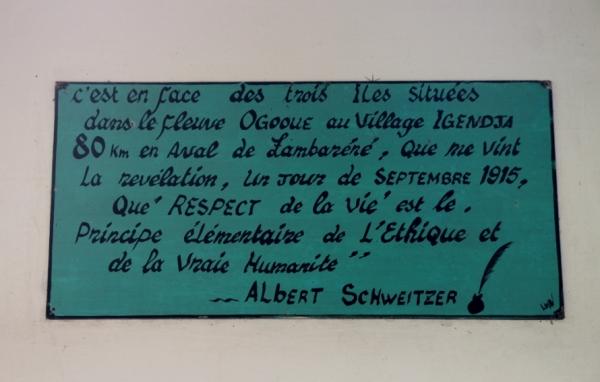 c'est en face des trois Iles situées
dans le fleuve OGOOUE au Village IGENDJA
80 Km en Aval de Lambaréné, Que me Vint
La revélation, un jour de SEPTEMBRE 1915,
Que" RESPECT de la Vie" est le.
Principe élémentaire de L'Ethique et
de la Vraie Humanité"
ALBERT SCHWEITZER